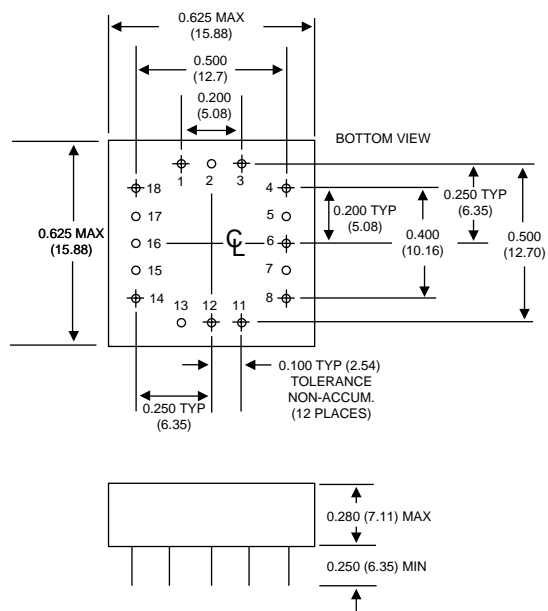 0.625 MAX
(15.88)
0.500
(12.7)
0.200
(5.08)
BOTTOM VIEW
1 2 3
18 4
17 5
16 6
15 7
14 8
13 12 11
℄
0.625 MAX
(15.88)
0.200 TYP
(5.08)
0.250 TYP
(6.35)
0.400
(10.16)
0.500
(12.70)
0.100 TYP (2.54)
TOLERANCE
NON-ACCUM.
(12 PLACES)
0.250 TYP
(6.35)
0.280 (7.11) MAX
0.250 (6.35) MIN